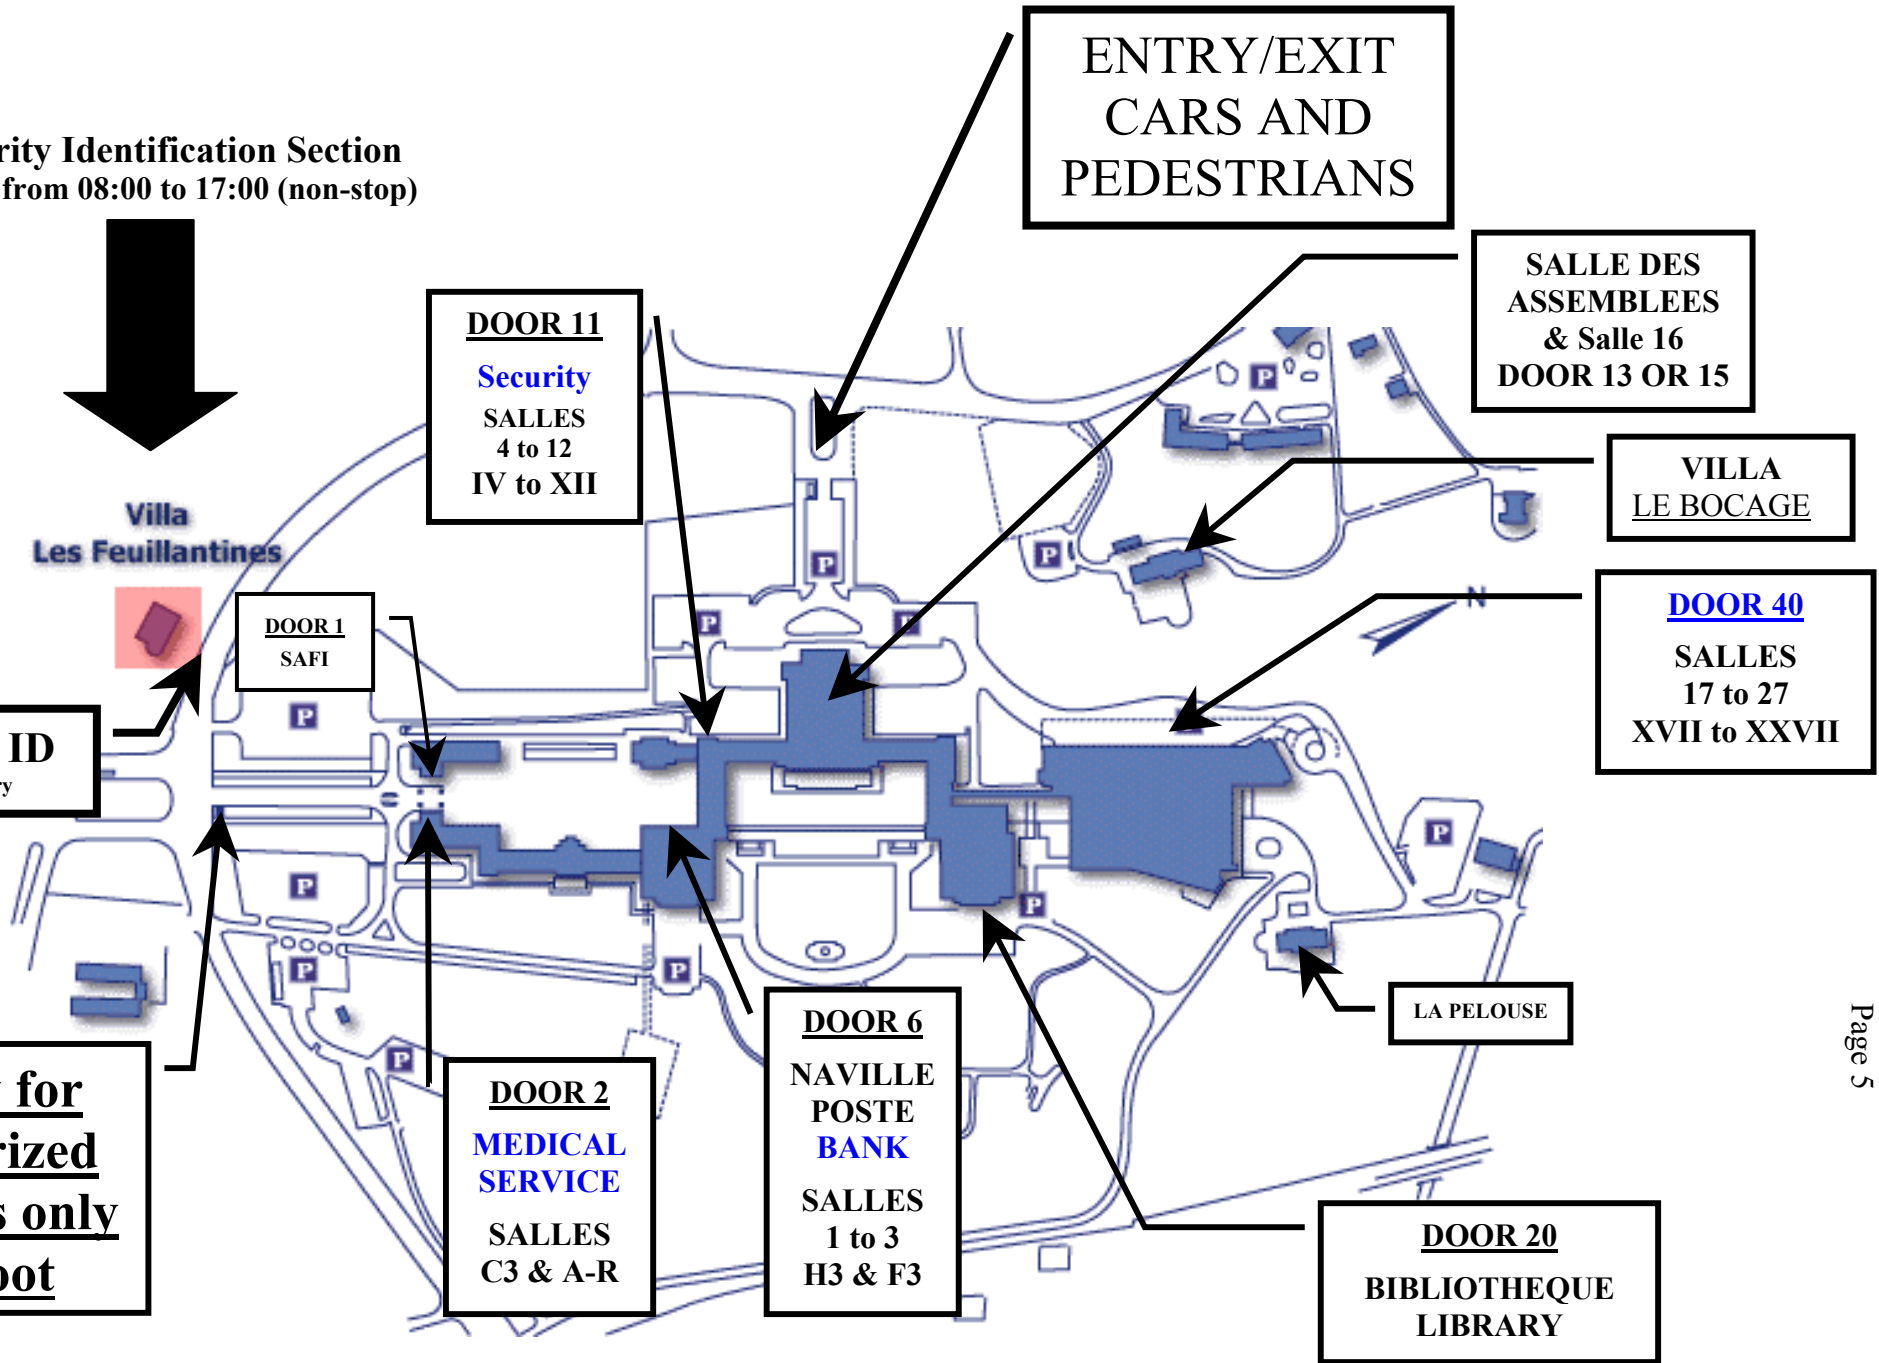 ENTRY/EXIT
CARS AND
PEDESTRIANS
rity Identification Section
from 08:00 to 17:00 (non-stop)
SALLE DES
ASSEMBLEES
& Salle 16
DOOR 13 OR 15
DOOR 11
Security
SALLES
4 to 12
IV to XII
P
VILLA
LE BOCAGE
Villa
Les Feuillantines
P
P
DOOR 1
SAFI
P
P
N
DOOR 40
SALLES
17 to 27
XVII to XXVII
P
ID
ry
P
P
P
P
P
LA PELOUSE
Page 5
P
y for
rized
s only
oot
DOOR 2
MEDICAL
SERVICE
SALLES
C3 & A-R
DOOR 6
NAVILLE
POSTE
BANK
SALLES
1 to 3
H3 & F3
DOOR 20
BIBLIOTHEQUE
LIBRARY